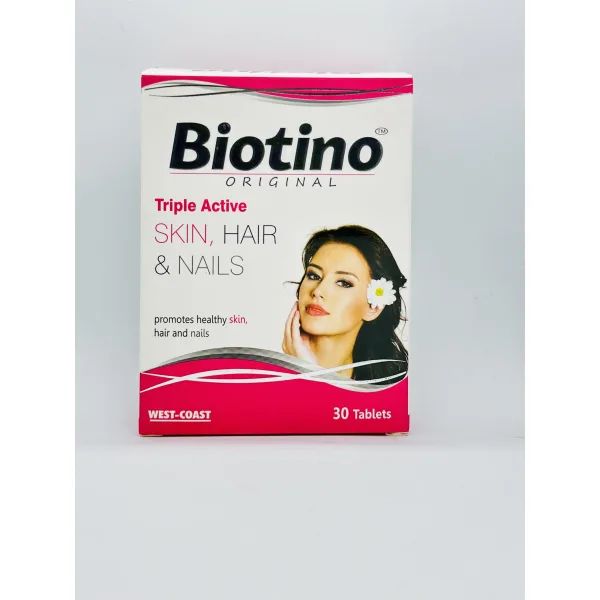 Biotino™
ORIGINAL
Triple Active
SKIN, HAIR
& NAILS
promotes healthy skin,
hair and nails
WEST-COAST
30 Tablets